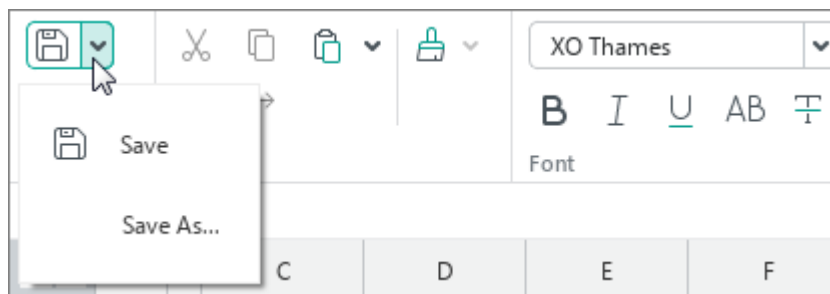 XO Thames
B I U AB T
Font
Save
Save As...
C D E F